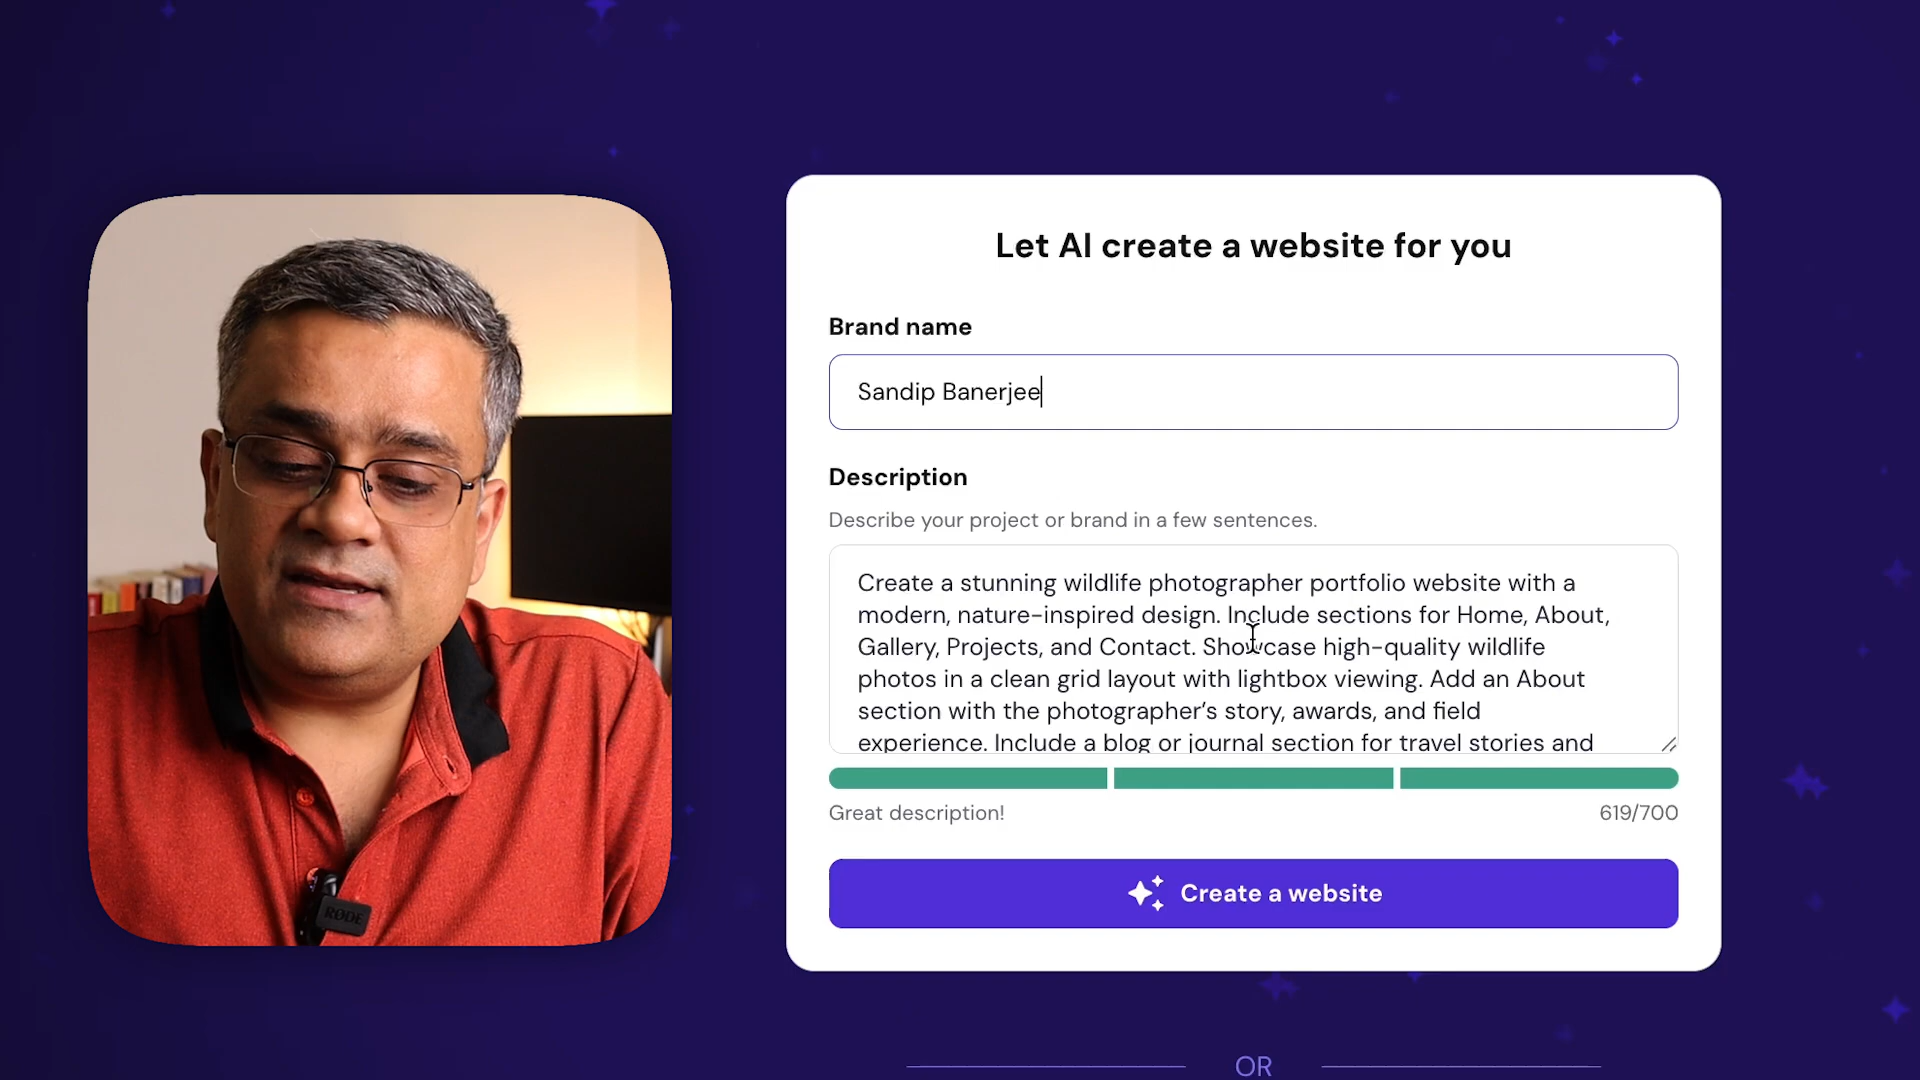 Let AI create a website for you
Brand name
Sandip Banerjee
Description
Describe your project or brand in a few sentences.
Create a stunning wildlife photographer portfolio website with a
modern, nature-inspired design. Include sections for Home, About,
Gallery, Projects, and Contact. Showcase high-quality wildlife
photos in a clean grid layout with lightbox viewing. Add an About
section with the photographer’s story, awards, and field
experience. Include a blog or journal section for travel stories and
Great description!
619/700
Create a website
OR
RØDE